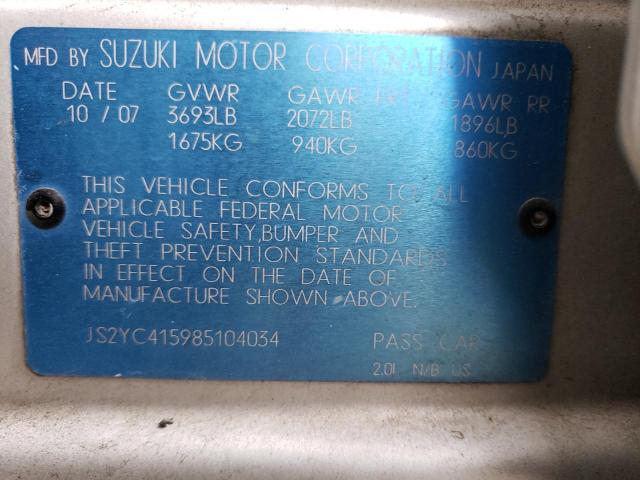 MFD BY SUZUKI MOTOR CORPORATION JAPAN
DATE GVWR GAWR FRT GAWR RR
10 / 07 3693LB 2072LB 1896LB
1675KG 940KG 860KG
THIS VEHICLE CONFORMS TO ALL
APPLICABLE FEDERAL MOTOR
VEHICLE SAFETY,BUMPER AND
THEFT PREVENTION STANDARDS
IN EFFECT ON THE DATE OF
MANUFACTURE SHOWN ABOVE.
JS2YC415985104034 PASS CAR
2.0I N/B US